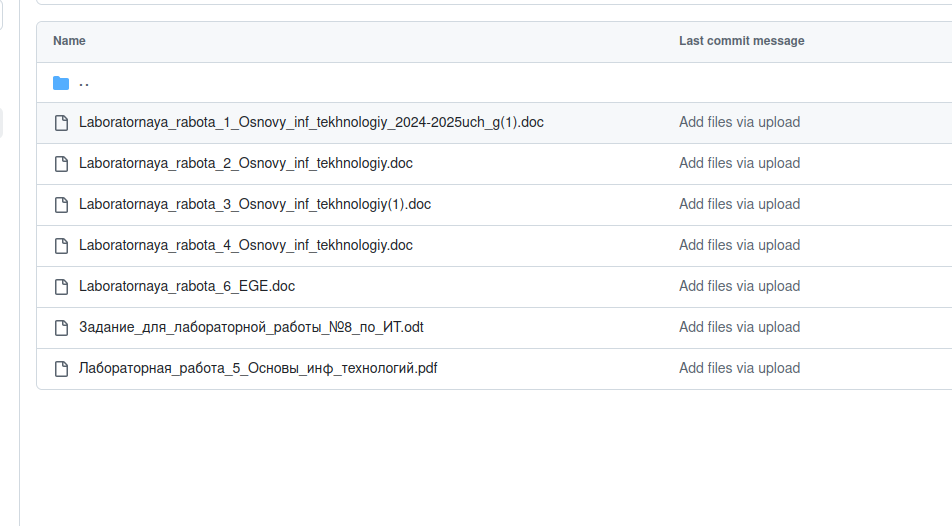 Name Last commit message
..
Laboratornaya_rabota_1_Osnovy_inf_tekhnologiy_2024-2025uch_g(1).doc Add files via upload
Laboratornaya_rabota_2_Osnovy_inf_tekhnologiy.doc Add files via upload
Laboratornaya_rabota_3_Osnovy_inf_tekhnologiy(1).doc Add files via upload
Laboratornaya_rabota_4_Osnovy_inf_tekhnologiy.doc Add files via upload
Laboratornaya_rabota_6_EGE.doc Add files via upload
Задание_для_лабораторной_работы_№8_по_ИТ.odt Add files via upload
Лабораторная_работа_5_Основы_инф_технологий.pdf Add files via upload